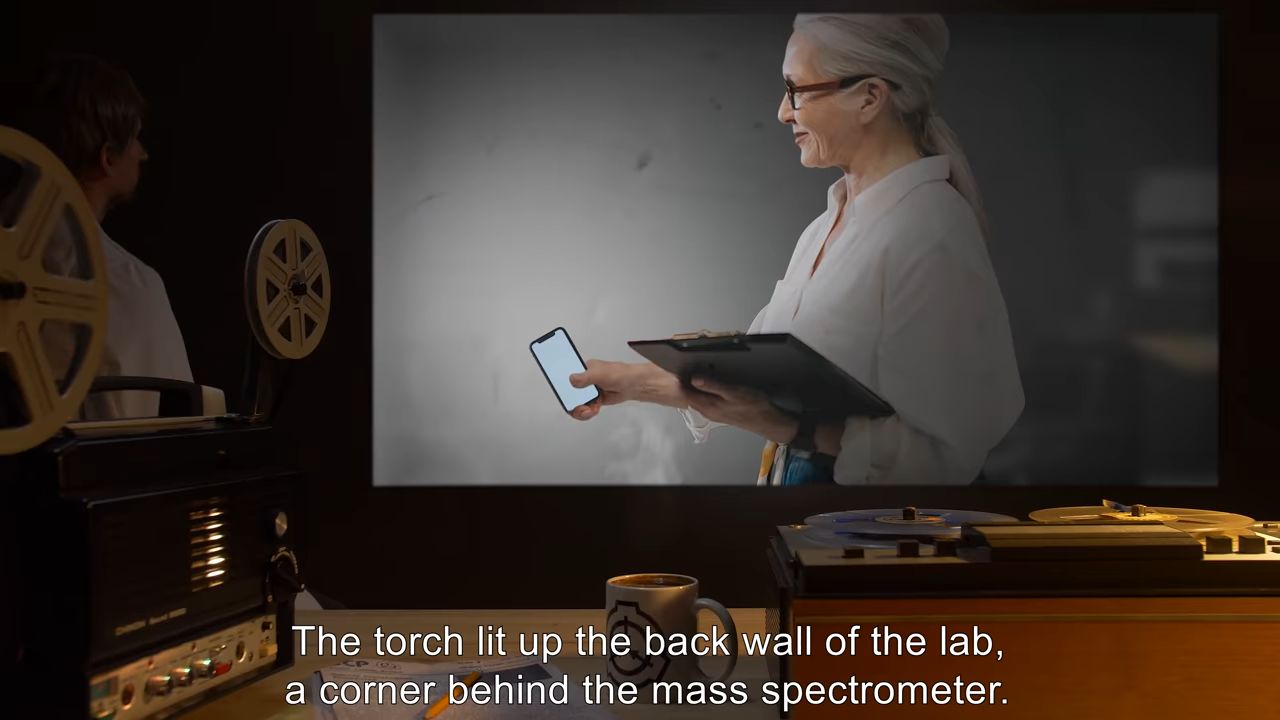 The torch lit up the back wall of the lab,
a corner behind the mass spectrometer.